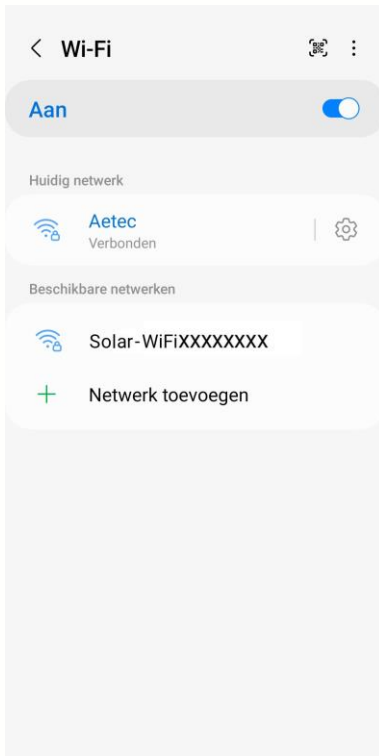 Wi-Fi
Aan
Huidig netwerk
Aetec
Verbonden
Beschikbare netwerken
Solar-WiFiXXXXXXXX
Netwerk toevoegen